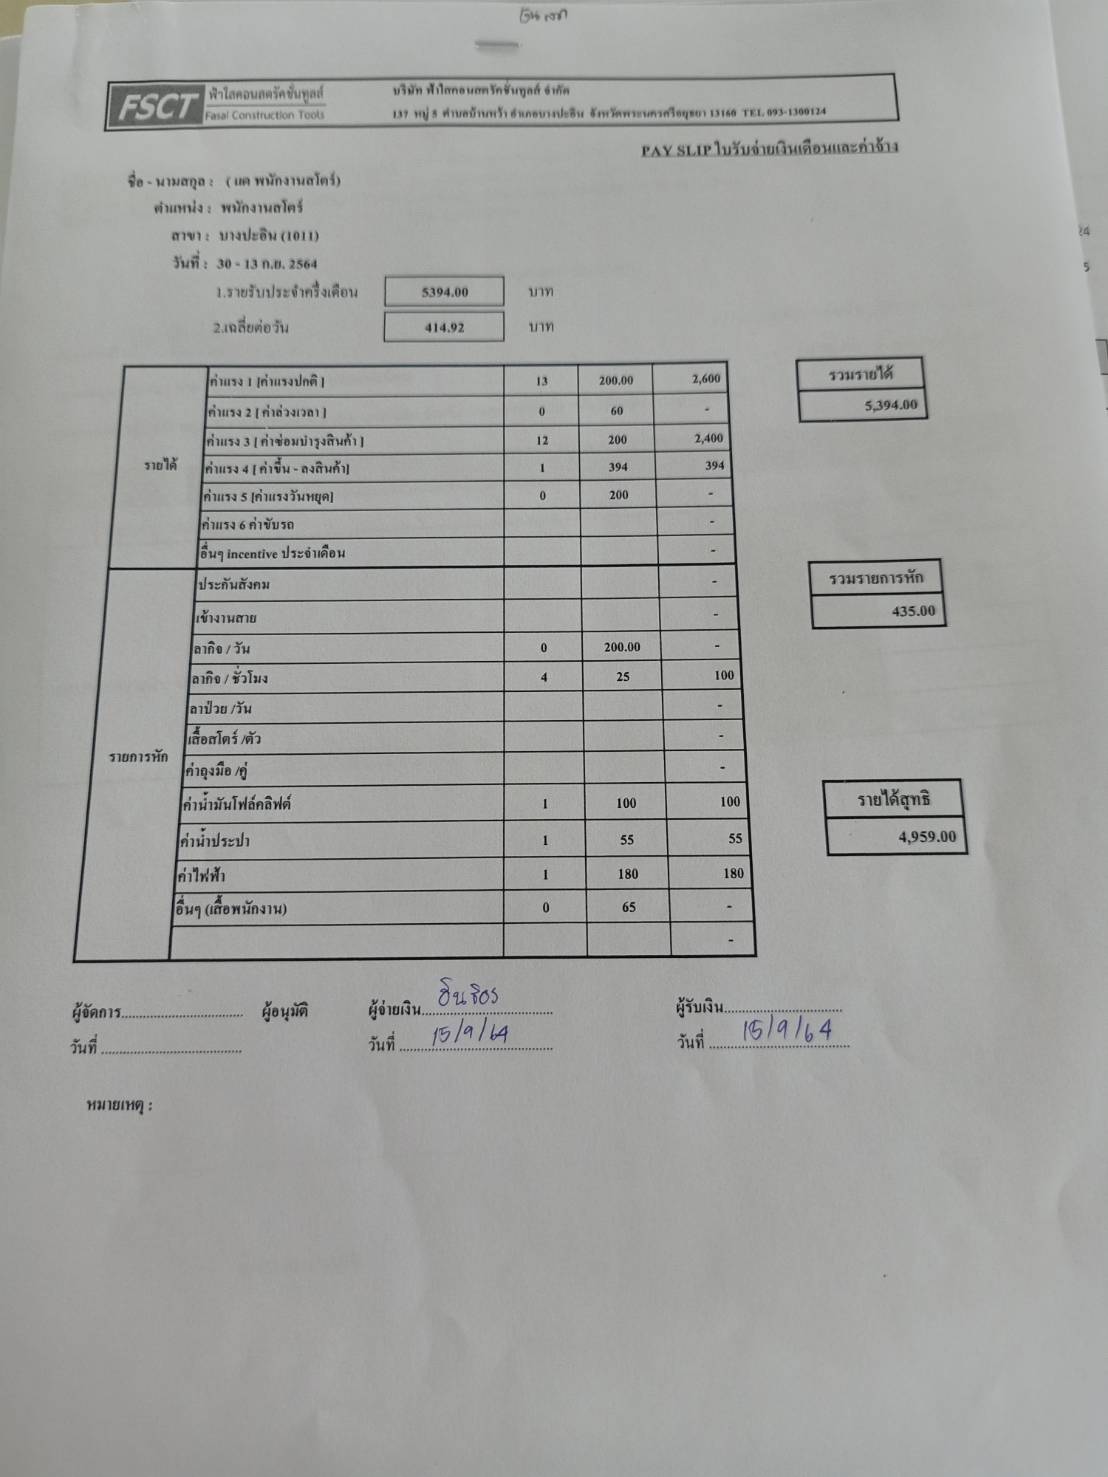 FSCT ฟ้าใสคอนสตรัคชั่นทูลส์
Fasai Construction Tools
บริษัท ฟ้าใสคอนสตรัคชั่นทูลส์ จำกัด
137 หมู่ 5 ตำบลบ้านหว้า อำเภอบางปะอิน จังหวัดพระนครศรีอยุธยา 13160 TEL 093-1300124
PAY SLIP ใบรับจ่ายเงินเดือนและค่าจ้าง
ชื่อ - นามสกุล : ( แค พนักงานสโตร์)
ตำแหน่ง : พนักงานสโตร์
สาขา : บางปะอิน (1011)
วันที่ : 30 - 13 ก.ย. 2564
1.รายรับประจำครึ่งเดือน 5394.00 บาท
2.เฉลี่ยต่อวัน 414.92 บาท
รายได้
ค่าแรง 1 [ค่าแรงปกติ ] 13 200.00 2,600
ค่าแรง 2 [ ค่าล่วงเวลา ] 0 60 -
ค่าแรง 3 [ ค่าซ่อมบำรุงสินค้า ] 12 200 2,400
ค่าแรง 4 [ ค่าขึ้น - ลงสินค้า] 1 394 394
ค่าแรง 5 [ค่าแรงวันหยุด] 0 200 -
ค่าแรง 6 ค่าขับรถ -
อื่นๆ incentive ประจำเดือน -
รวมรายได้
5,394.00
รายการหัก
ประกันสังคม -
เข้างานสาย -
ลากิจ / วัน 0 200.00 -
ลากิจ / ชั่วโมง 4 25 100
ลาป่วย /วัน -
เสื้อสโตร์ /ตัว -
ค่าถุงมือ /คู่ -
ค่าน้ำมันโฟล์คลิฟต์ 1 100 100
ค่าน้ำประปา 1 55 55
ค่าไฟฟ้า 1 180 180
อื่นๆ (เสื้อพนักงาน) 0 65 -
-
รวมรายการหัก
435.00
รายได้สุทธิ
4,959.00
ผู้จัดการ............ ผู้อนุมัติ ผู้จ่ายเงิน............ ผู้รับเงิน............
วันที่ ............ วันที่ 15/9/64 วันที่ 15/9/64
หมายเหตุ :
24
5